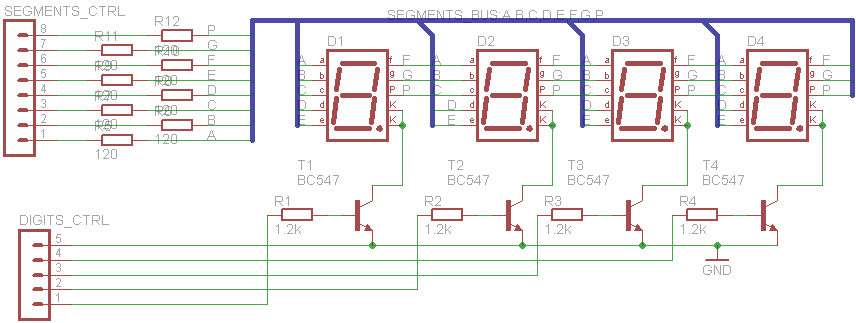 SEGMENTS_CTRL
R12
SEGMENTS_BUS:A,B,C,D,E,F,G,P
8
P
R11
7
G
6
F
5
E
4
D
3
C
2
B
1
A
120
120
D1
D2
D3
D4
A a f F A a f F A a f F A a f F
B b g G B b g G B b g G B b g G
C c P P C c P P C c P P C c P P
D d K D d K D d K D d K
E e K E e K E e K E e K
T1
BC547
T2
BC547
T3
BC547
T4
BC547
R1
1.2k
R2
1.2k
R3
1.2k
R4
1.2k
DIGITS_CTRL
5
4
3
2
1
GND